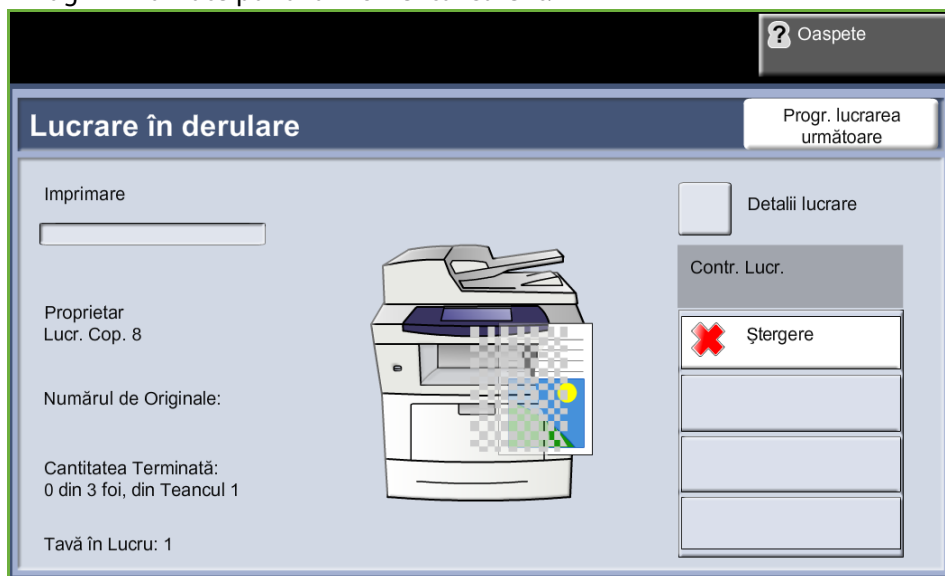 Oaspete
Lucrare în derulare
Progr. lucrarea
următoare
Imprimare
Detalii lucrare
Contr. Lucr.
Proprietar
Lucr. Cop. 8
Ştergere
Numărul de Originale:
Cantitatea Terminată:
0 din 3 foi, din Teancul 1
Tavă în Lucru: 1